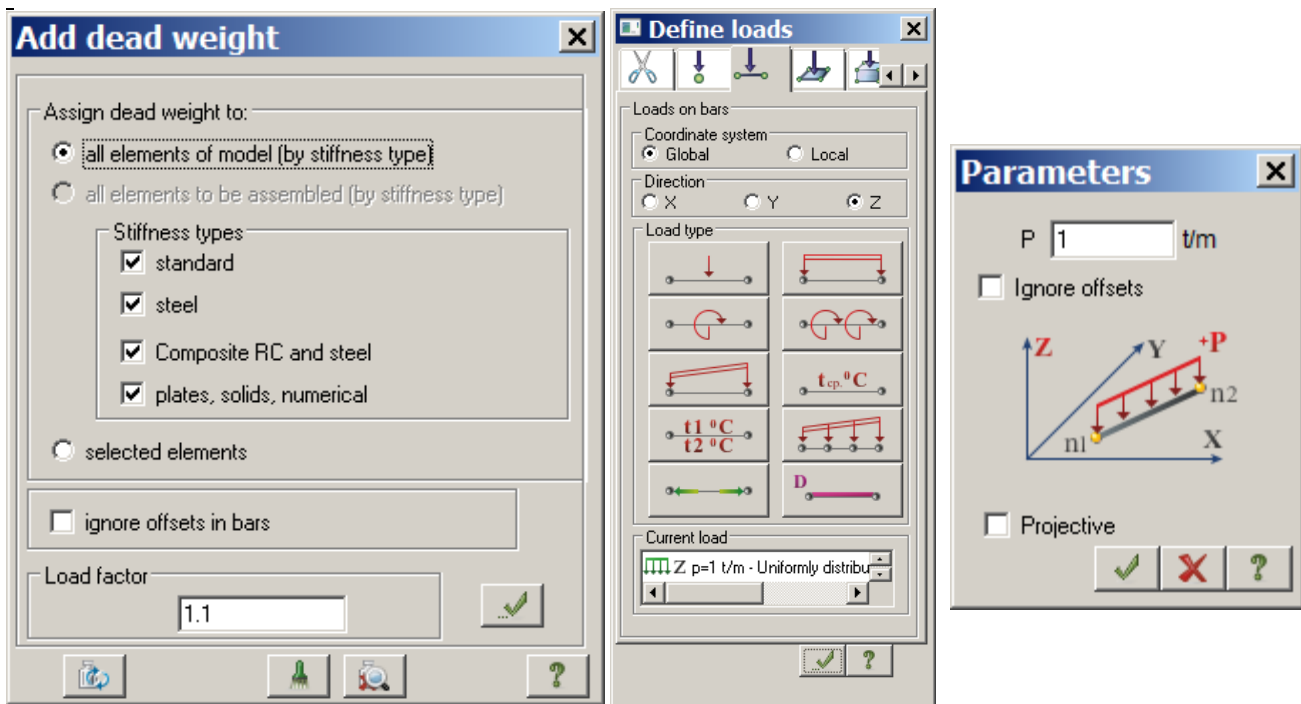 Add dead weight
Assign dead weight to:
all elements of model (by stiffness type)
all elements to be assembled (by stiffness type)
Stiffness types
standard
steel
Composite RC and steel
plates, solids, numerical
selected elements
ignore offsets in bars
Load factor
1.1
?
Define loads
Loads on bars
Coordinate system
Global Local
Direction
X Y Z
Load type
t cp. °C
t1 °C
t2 °C
D
Current load
Z p=1 t/m - Uniformly distribu
?
Parameters
P 1 t/m
Ignore offsets
Z Y +P
n2
n1 X
Projective
?